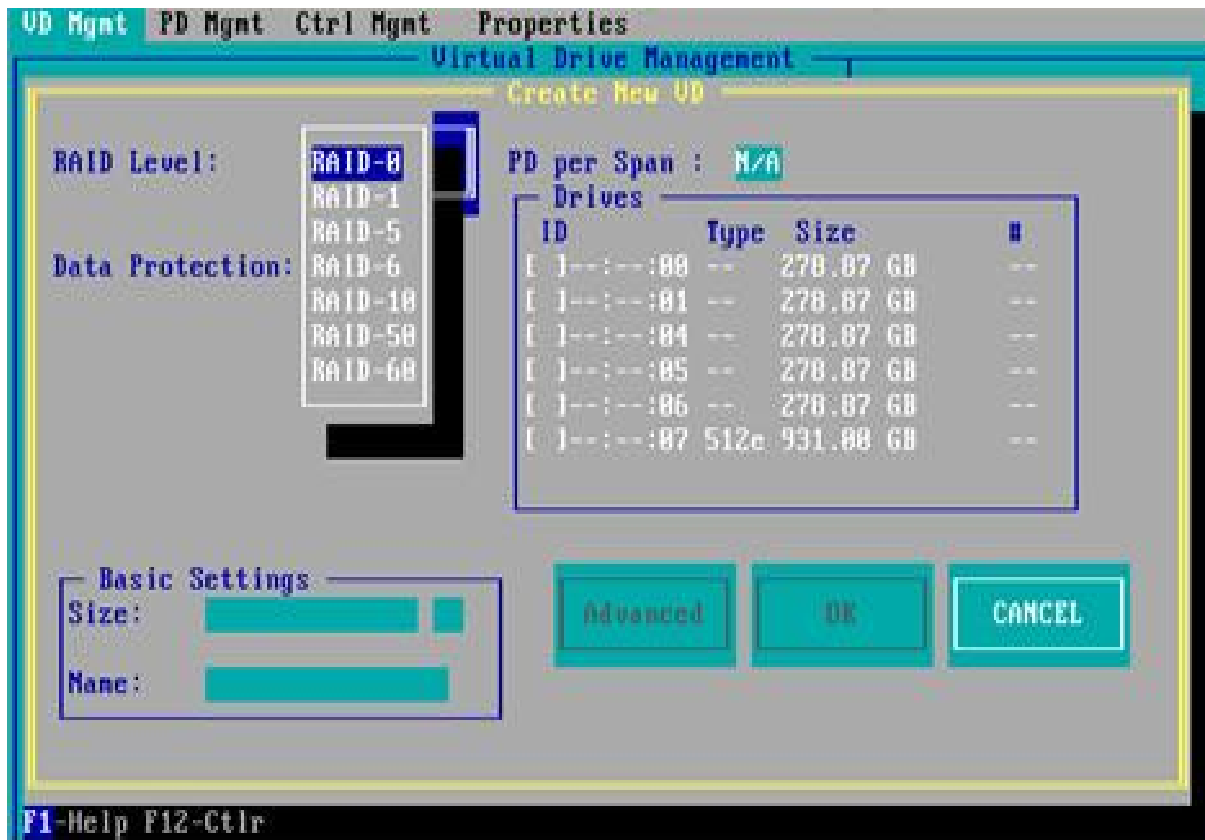 VD Mgmt PD Mgmt Ctrl Mgmt Properties
Virtual Drive Management
Create New VD
RAID Level:
RAID-0
RAID-1
RAID-5
RAID-6
RAID-10
RAID-50
RAID-60
Data Protection:
PD per Span : N/A
Drives
ID Type Size #
[ ]--:--:00 -- 278.87 GB --
[ ]--:--:01 -- 278.87 GB --
[ ]--:--:04 -- 278.87 GB --
[ ]--:--:05 -- 278.87 GB --
[ ]--:--:06 -- 278.87 GB --
[ ]--:--:07 512e 931.00 GB --
Basic Settings
Size:
Name:
Advanced
OK
CANCEL
F1-Help F12-Ctlr